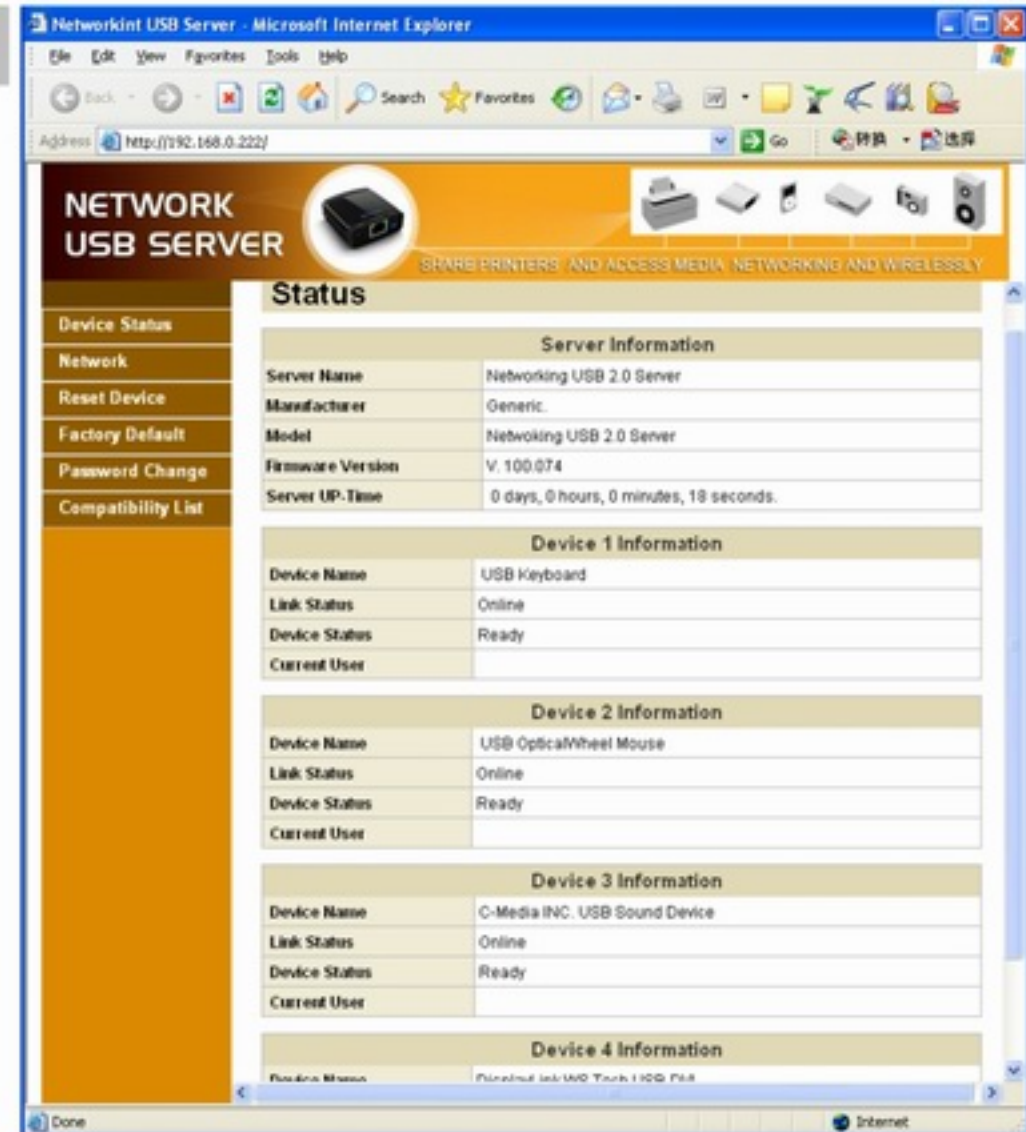 Networkint USB Server - Microsoft Internet Explorer
File Edit View Favorites Tools Help
Back Search Favorites
Address http://192.168.0.222/ Go 转换 选择
NETWORK
USB SERVER
SHARE PRINTERS AND ACCESS MEDIA NETWORKING AND WIRELESSLY
Status
Device Status
Network
Reset Device
Factory Default
Password Change
Compatibility List
Server Information
Server Name Networking USB 2.0 Server
Manufacturer Generic.
Model Netwoking USB 2.0 Server
Firmware Version V. 100.074
Server UP-Time 0 days, 0 hours, 0 minutes, 18 seconds.
Device 1 Information
Device Name USB Keyboard
Link Status Online
Device Status Ready
Current User
Device 2 Information
Device Name USB OpticalWheel Mouse
Link Status Online
Device Status Ready
Current User
Device 3 Information
Device Name C-Media INC. USB Sound Device
Link Status Online
Device Status Ready
Current User
Device 4 Information
Device Name
Done Internet